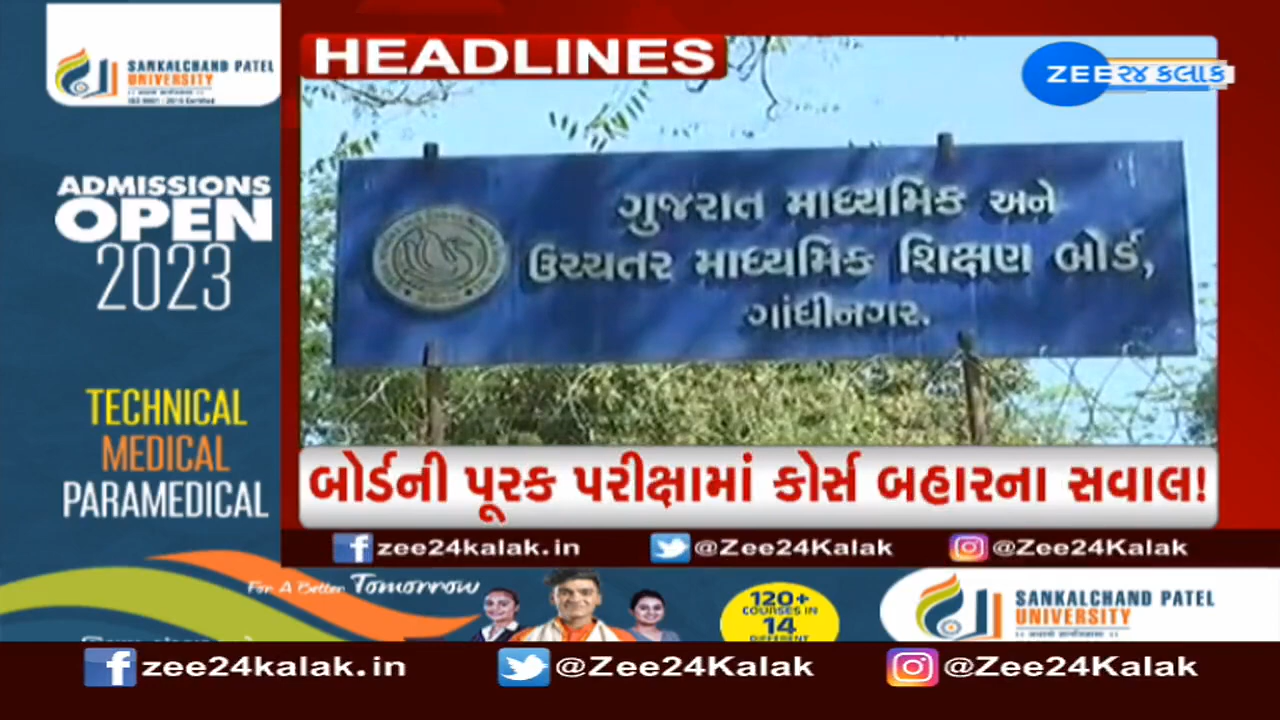 SANKALCHAND PATEL
UNIVERSITY
ADMISSIONS
OPEN
2023
TECHNICAL
MEDICAL
PARAMEDICAL
HEADLINES
ZEE ૨૪ કલાક
ગુજરાત માધ્યમિક અને
ઉચ્ચતર માધ્યમિક શિક્ષણ બોર્ડ,
ગાંધીનગર.
બોર્ડની પૂરક પરીક્ષામાં કોર્સ બહારના સવાલ!
zee24kalak.in @Zee24Kalak @Zee24Kalak
For A Better Tomorrow
120+
COURSES IN
14
DIFFERENT
SANKALCHAND PATEL
UNIVERSITY
zee24kalak.in @Zee24Kalak @Zee24Kalak